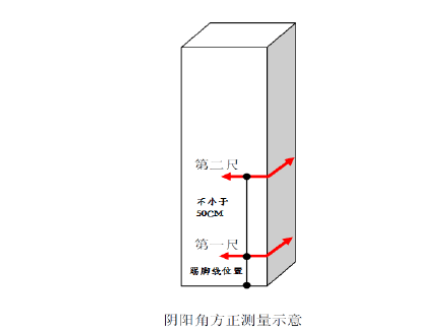 第二尺
不小于
50CM
第一尺
踢脚线位置
阴阳角方正测量示意